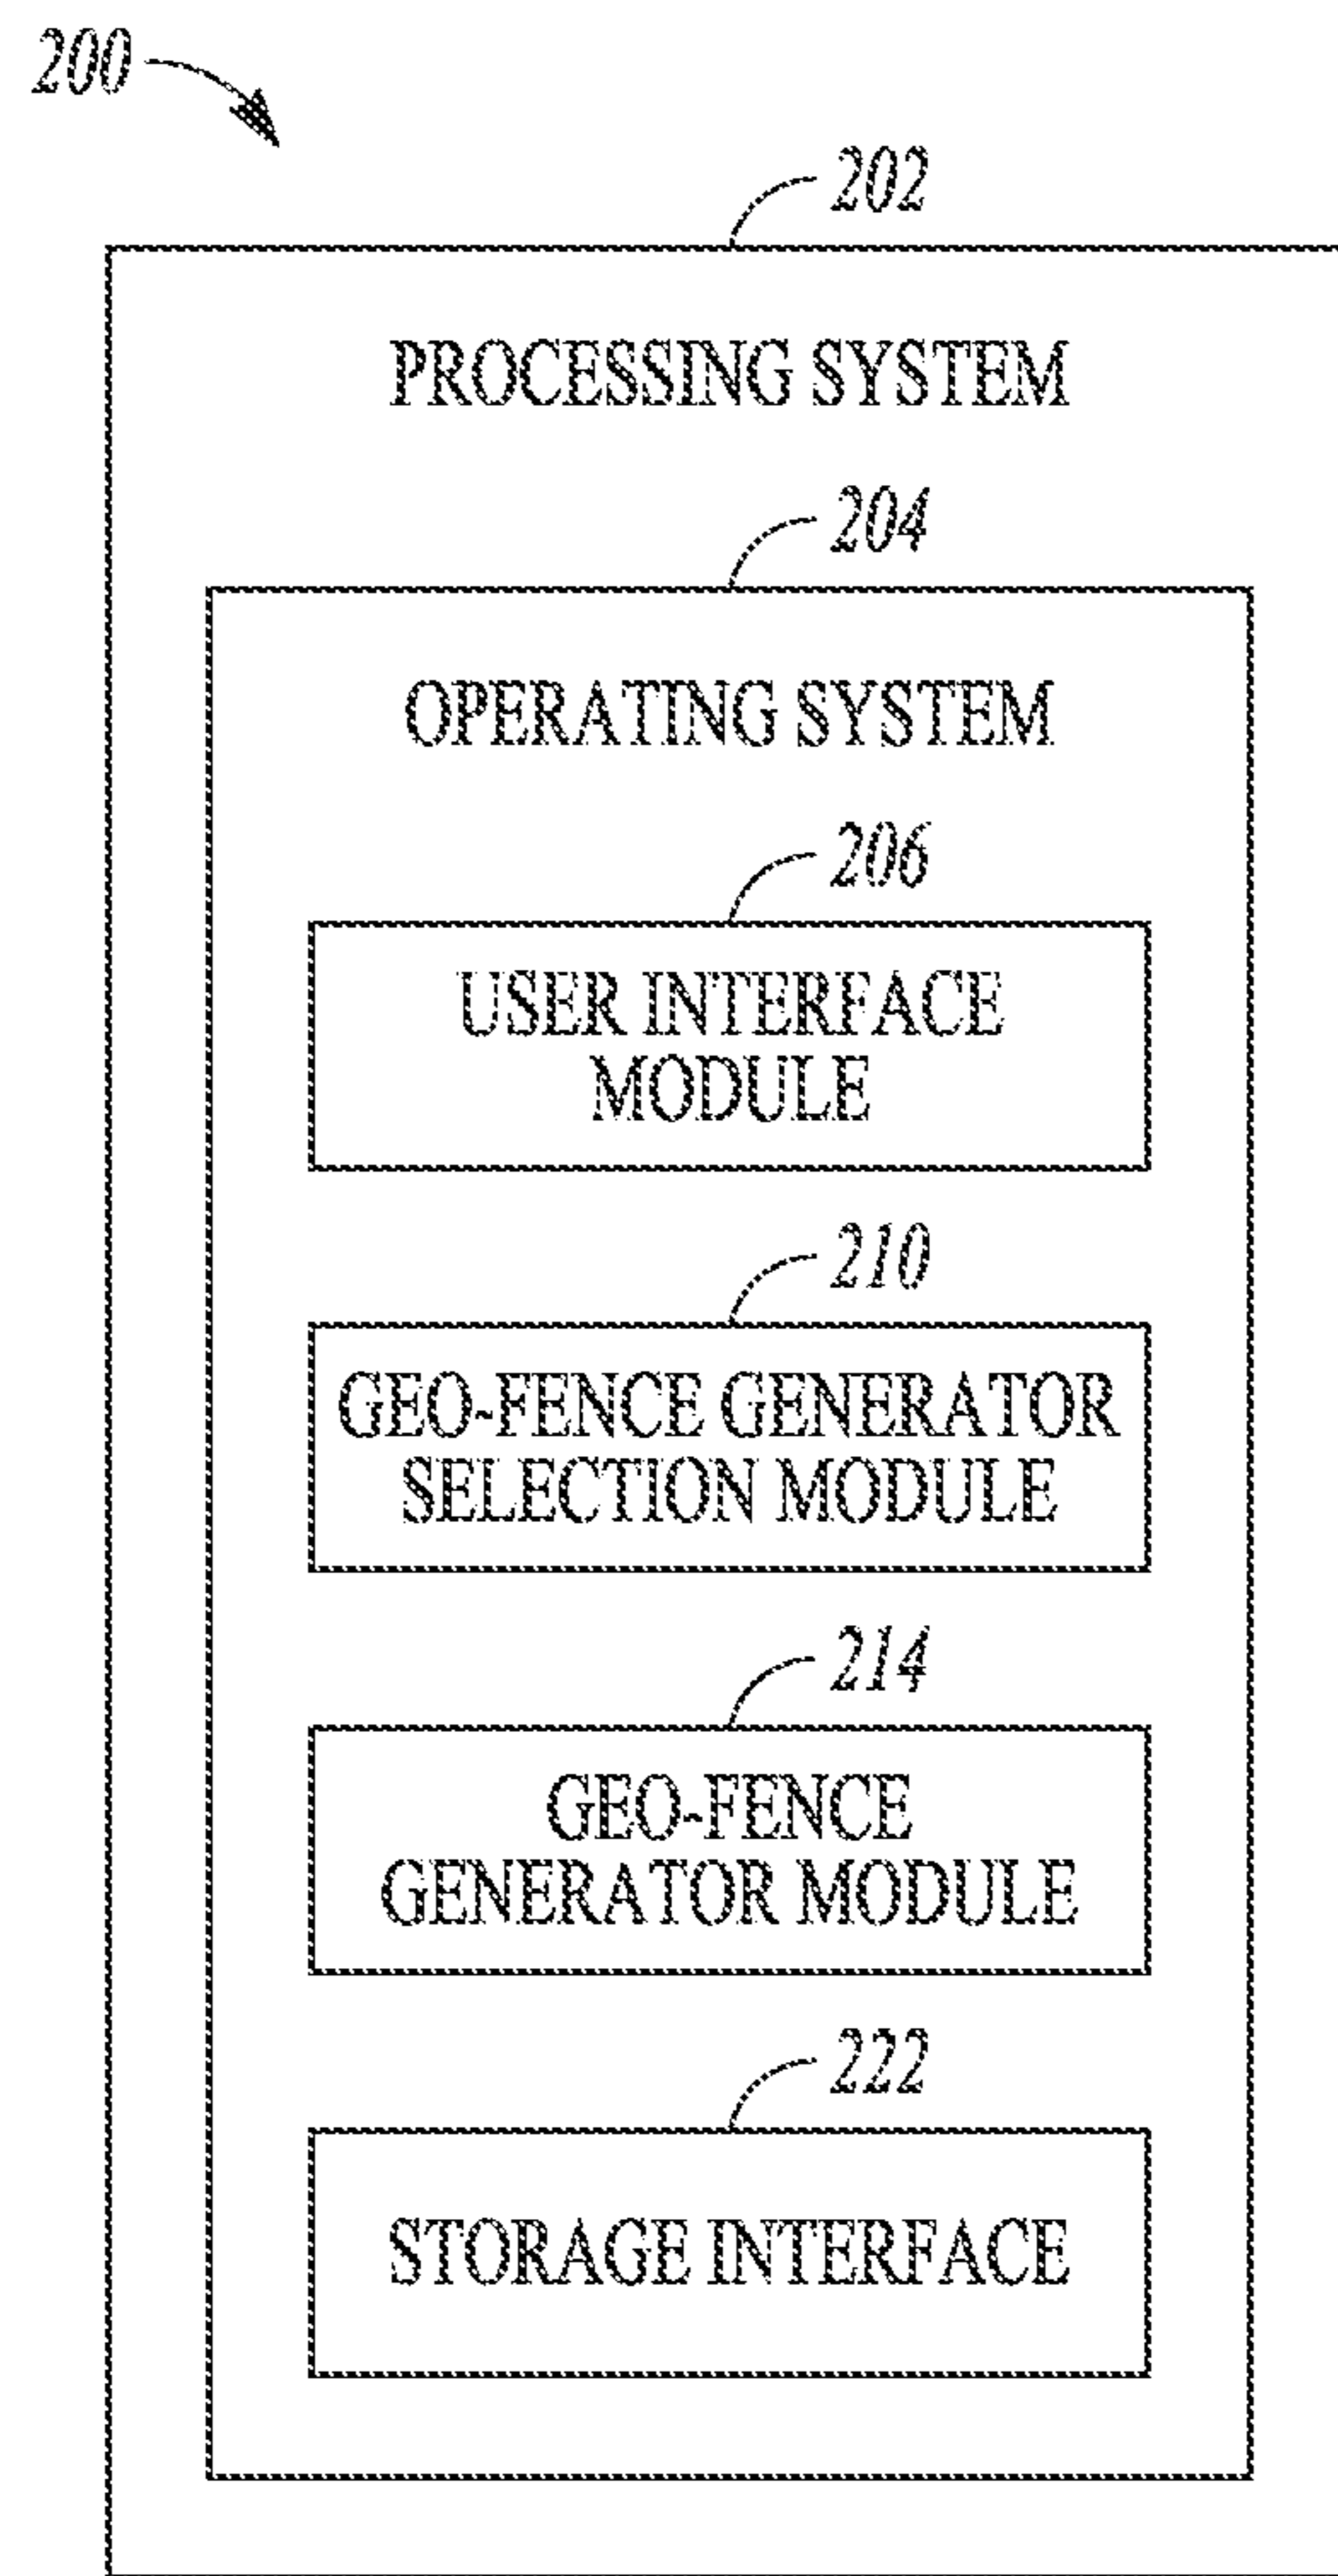 200
202
PROCESSING SYSTEM
204
OPERATING SYSTEM
206
USER INTERFACE
MODULE
210
GEO-FENCE GENERATOR
SELECTION MODULE
214
GEO-FENCE
GENERATOR MODULE
222
STORAGE INTERFACE